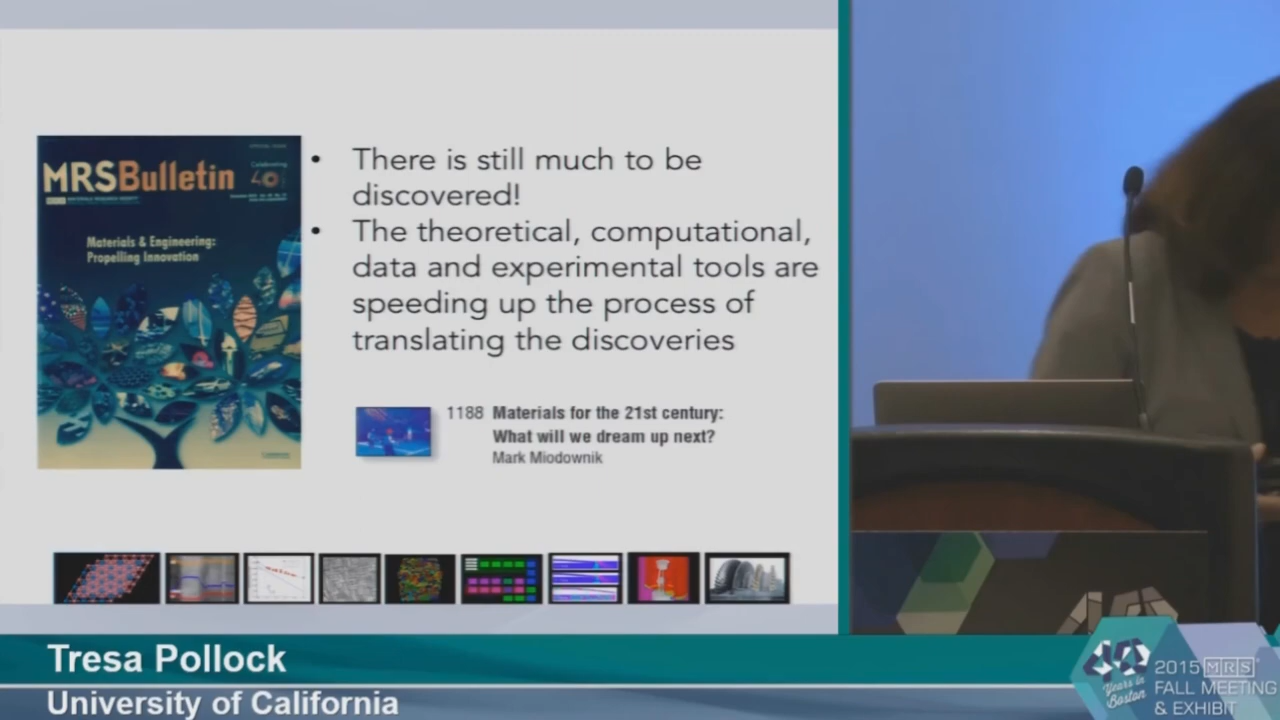 MRSBulletin
Celebrating
40
Materials & Engineering:
Propelling Innovation
• There is still much to be
discovered!
• The theoretical, computational,
data and experimental tools are
speeding up the process of
translating the discoveries
1188 Materials for the 21st century:
What will we dream up next?
Mark Miodownik
Tresa Pollock
University of California
40
Years in
Boston
2015 MRS
FALL MEETING
& EXHIBIT